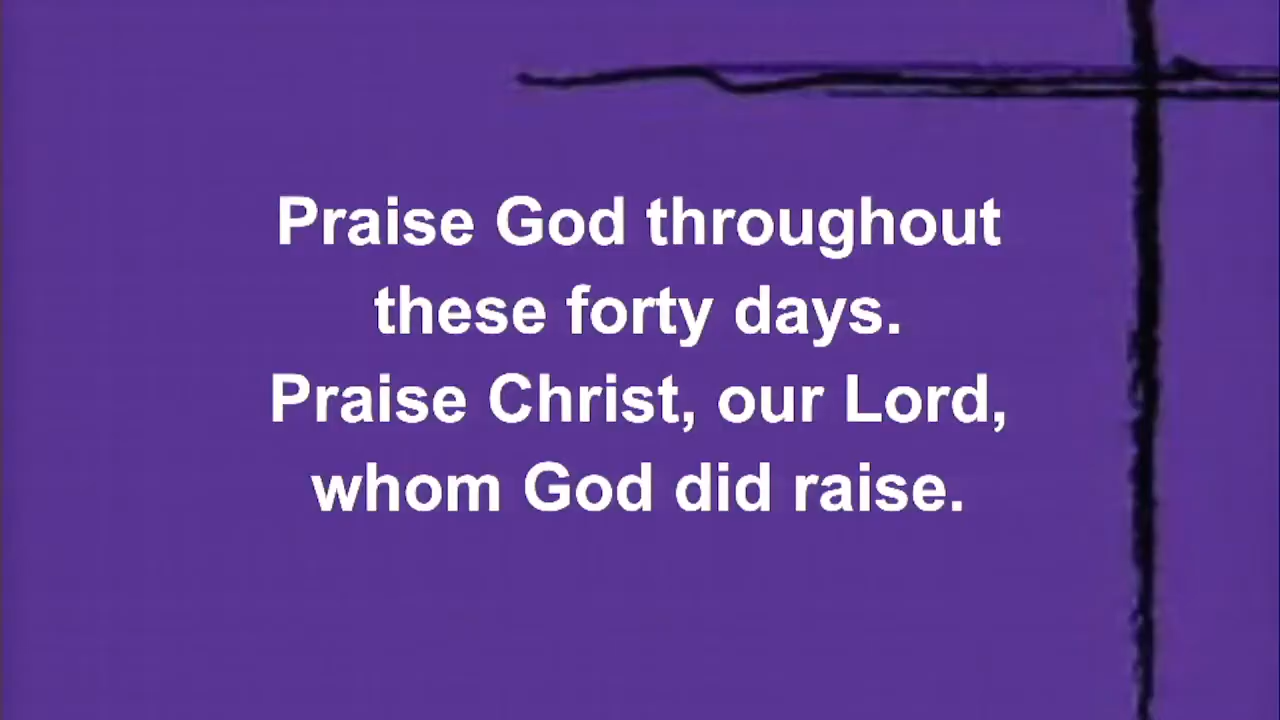 Praise God throughout
these forty days.
Praise Christ, our Lord,
whom God did raise.